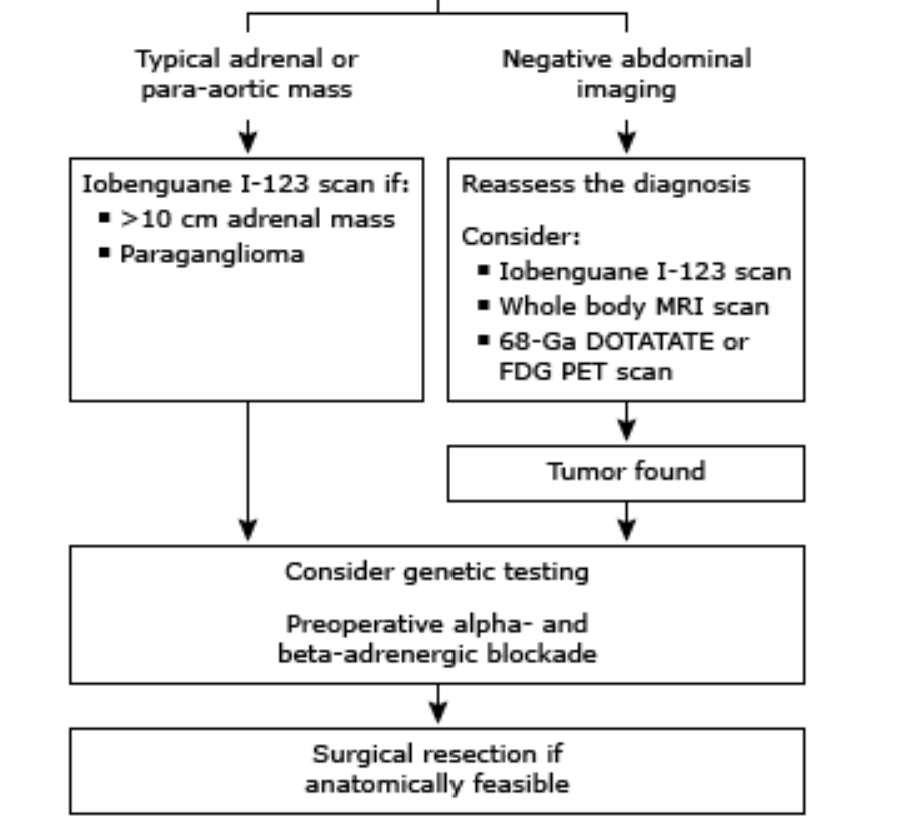 Typical adrenal or
para-aortic mass
Negative abdominal
imaging
Iobenguane I-123 scan if:
▪ >10 cm adrenal mass
▪ Paraganglioma
Reassess the diagnosis
Consider:
▪ Iobenguane I-123 scan
▪ Whole body MRI scan
▪ 68-Ga DOTATATE or
FDG PET scan
Tumor found
Consider genetic testing
Preoperative alpha- and
beta-adrenergic blockade
Surgical resection if
anatomically feasible